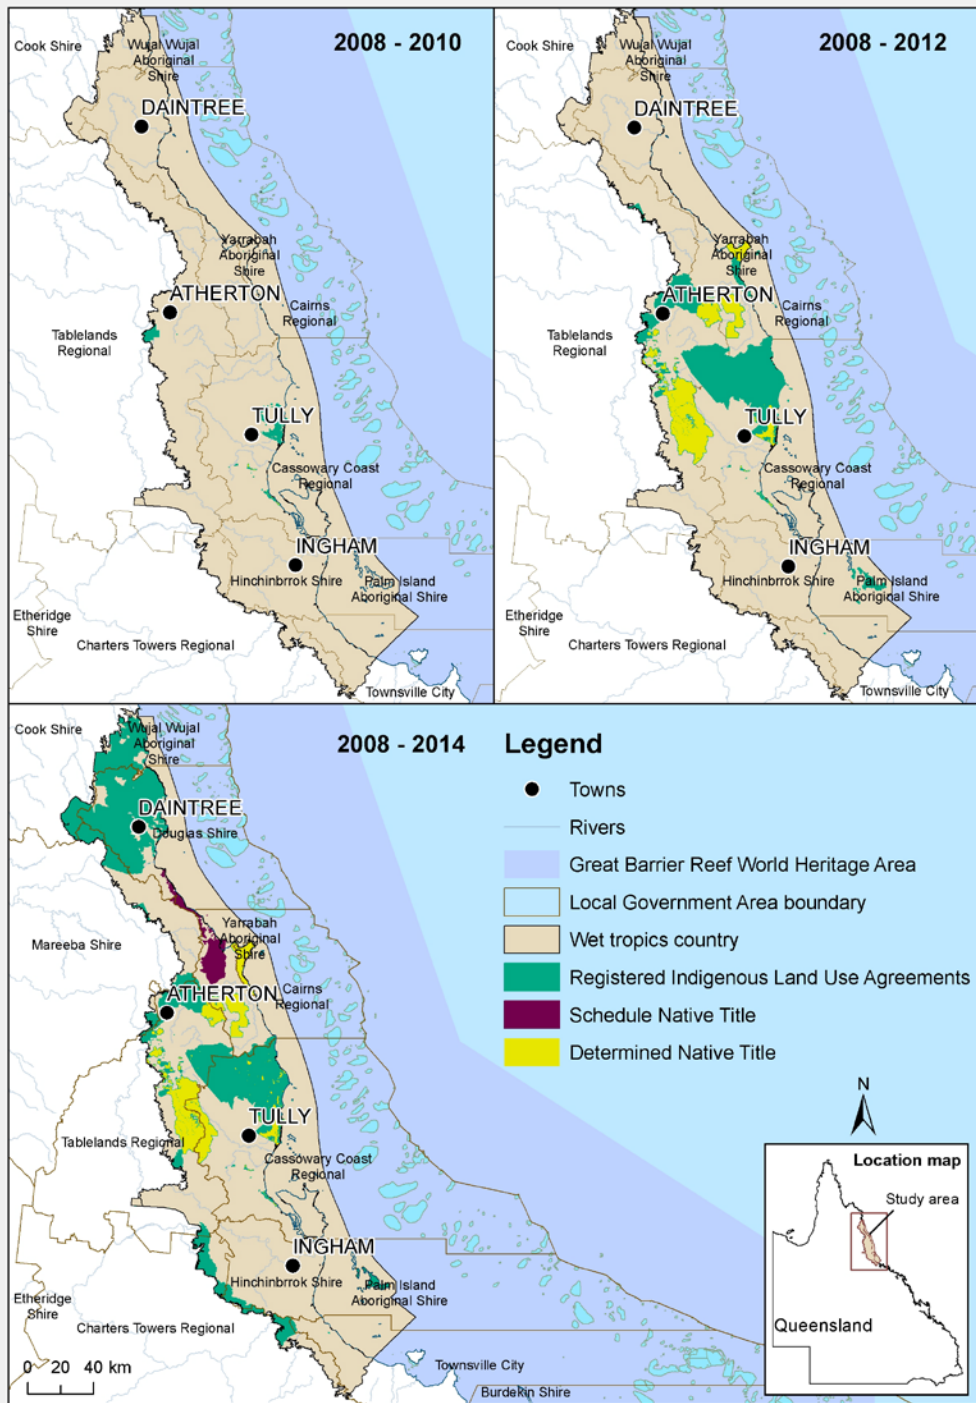 2008 - 2010
Cook Shire
Wujal Wujal
Aboriginal
Shire
DAINTREE
Yarrabah
Aboriginal
Shire
ATHERTON
Cairns
Regional
Tablelands
Regional
TULLY
Cassowary Coast
Regional
INGHAM
Hinchinbrrok Shire
Palm Island
Aboriginal Shire
Etheridge
Shire
Charters Towers Regional
Townsville City
2008 - 2012
Cook Shire
Wujal Wujal
Aboriginal
Shire
DAINTREE
Yarrabah
Aboriginal
Shire
ATHERTON
Cairns
Regional
Tablelands
Regional
TULLY
Cassowary Coast
Regional
INGHAM
Hinchinbrrok Shire
Palm Island
Aboriginal Shire
Etheridge
Shire
Charters Towers Regional
Townsville City
2008 - 2014
Cook Shire
Wujal Wujal
Aboriginal
Shire
DAINTREE
Douglas Shire
Mareeba Shire
Yarrabah
Aboriginal
Shire
ATHERTON
Cairns
Regional
TULLY
Tablelands Regional
Cassowary Coast
Regional
INGHAM
Hinchinbrrok Shire
Palm Island
Aboriginal Shire
Etheridge
Shire
Charters Towers Regional
0 20 40 km
Townsville City
Burdekin Shire
Legend
Towns
Rivers
Great Barrier Reef World Heritage Area
Local Government Area boundary
Wet tropics country
Registered Indigenous Land Use Agreements
Schedule Native Title
Determined Native Title
N
Location map
Study area
Queensland